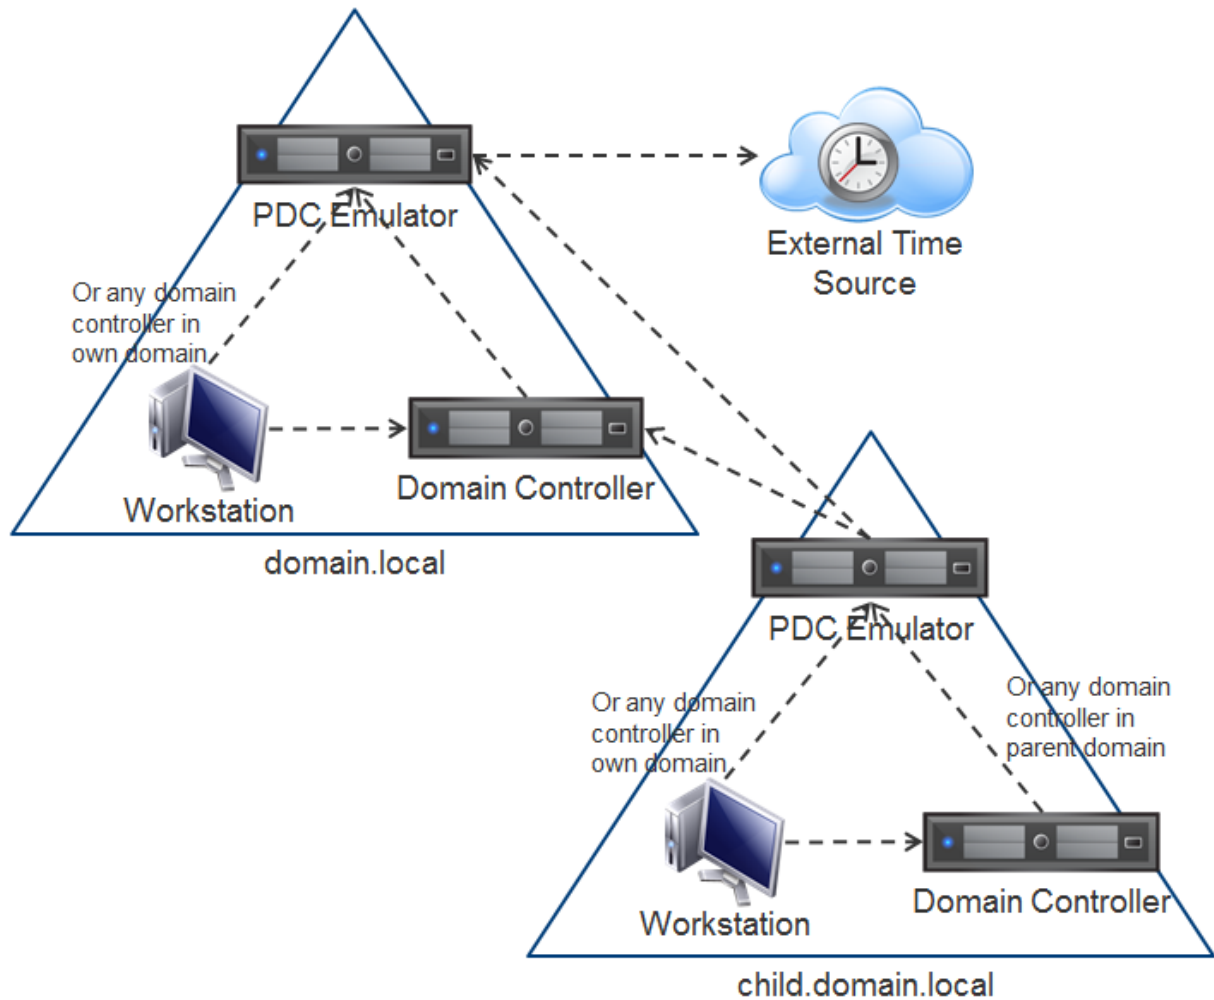 PDC Emulator
External Time
Source
Or any domain
controller in
own domain
Workstation
Domain Controller
domain.local
PDC Emulator
Or any domain
controller in
own domain
Or any domain
controller in
parent domain
Workstation
Domain Controller
child.domain.local